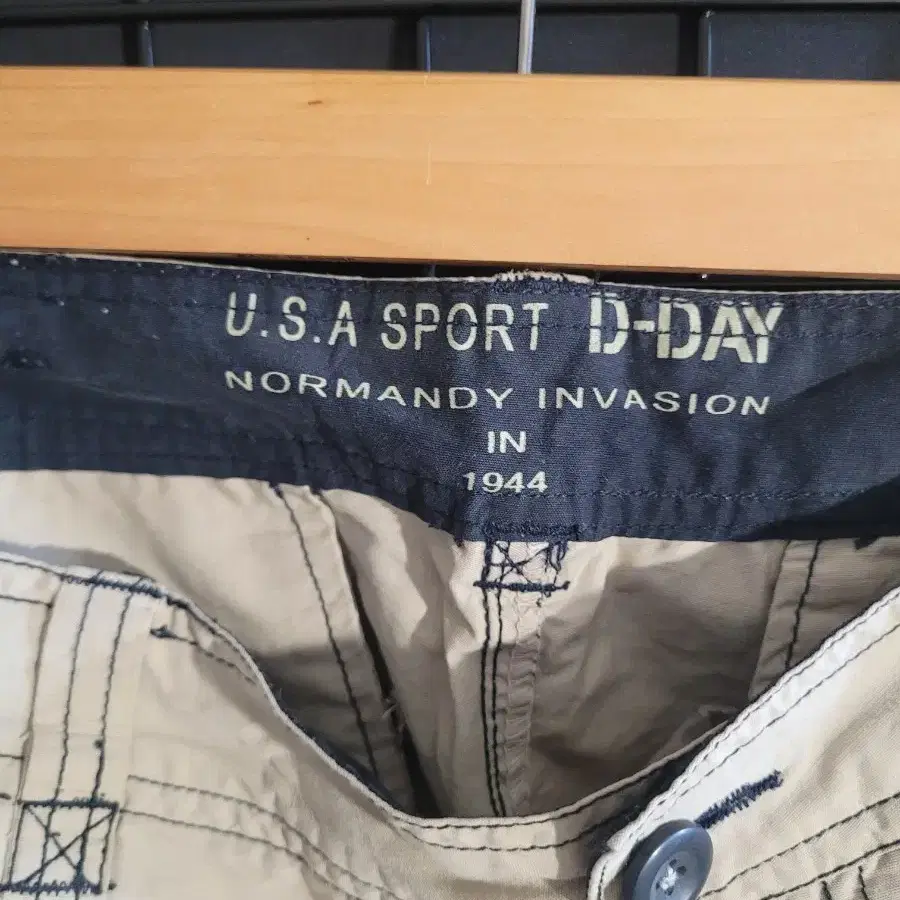 U.S.A SPORT D-DAY
NORMANDY INVASION
IN
1944